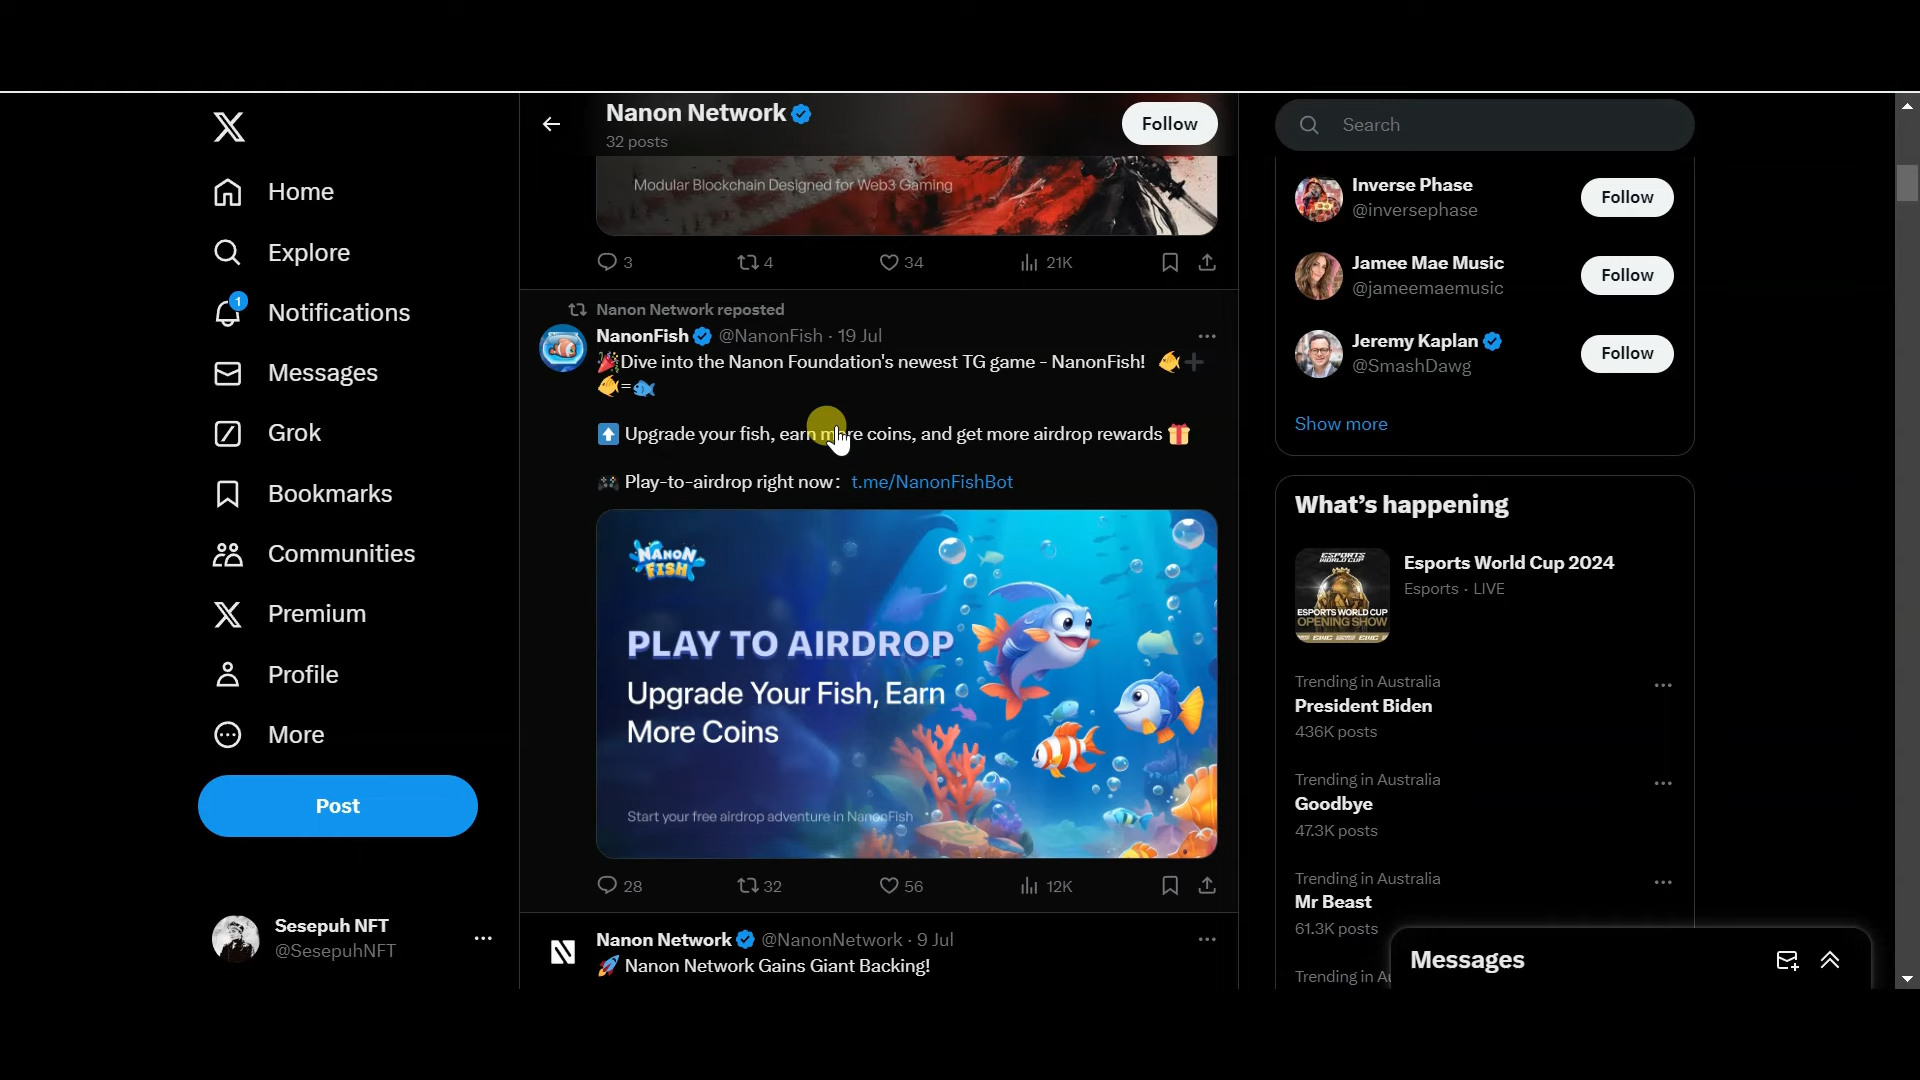 Home
Explore
1
Notifications
Messages
Grok
Bookmarks
Communities
Premium
Profile
More
Post
Sesepuh NFT
@SesepuhNFT
Nanon Network
32 posts
Follow
Modular Blockchain Designed for Web3 Gaming
3 4 34 21K
Nanon Network reposted
NanonFish @NanonFish · 19 Jul
🎉Dive into the Nanon Foundation's newest TG game - NanonFish! 🐠➕
🐠=🐟
⬆️ Upgrade your fish, earn more coins, and get more airdrop rewards 🎁
🎮 Play-to-airdrop right now： t.me/NanonFishBot
NANON
FISH
PLAY TO AIRDROP
Upgrade Your Fish, Earn
More Coins
Start your free airdrop adventure in NanonFish
28 32 56 12K
Nanon Network @NanonNetwork · 9 Jul
🚀 Nanon Network Gains Giant Backing!
Search
Inverse Phase
@inversephase
Follow
Jamee Mae Music
@jameemaemusic
Follow
Jeremy Kaplan
@SmashDawg
Follow
Show more
What's happening
ESPORTS
WORLD CUP
ESPORTS WORLD CUP
OPENING SHOW
Esports World Cup 2024
Esports · LIVE
Trending in Australia
President Biden
436K posts
Trending in Australia
Goodbye
47.3K posts
Trending in Australia
Mr Beast
61.3K posts
Trending in
Messages